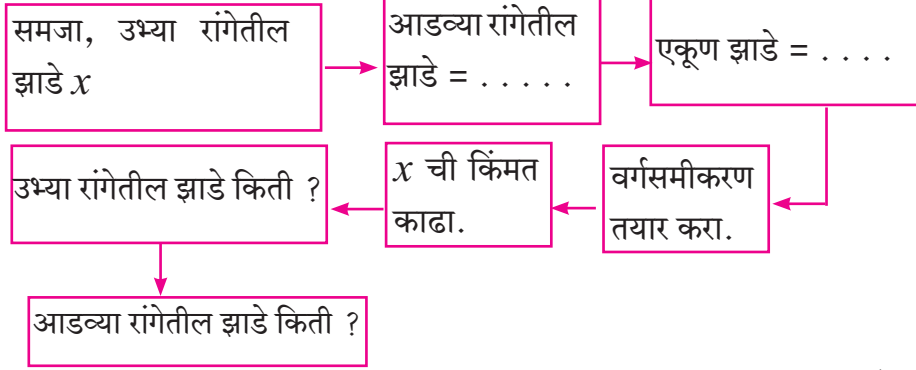 समजा, उभ्या रांगेतील
झाडे x
आडव्या रांगेतील
झाडे = . . . . .
एकूण झाडे = . . . .
वर्गसमीकरण
तयार करा.
x ची किंमत
काढा.
उभ्या रांगेतील झाडे किती ?
आडव्या रांगेतील झाडे किती ?